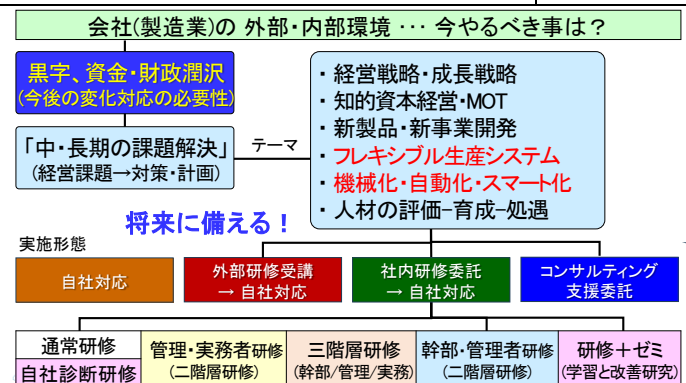 会社(製造業)の 外部・内部環境 … 今やるべき事は？
黒字、資金・財政潤沢
(今後の変化対応の必要性)
「中・長期の課題解決」
(経営課題→対策・計画)
テーマ
・経営戦略・成長戦略
・知的資本経営・MOT
・新製品・新事業開発
・フレキシブル生産システム
・機械化・自動化・スマート化
・人材の評価-育成-処遇
将来に備える！
実施形態
自社対応
外部研修受講
→ 自社対応
社内研修委託
→ 自社対応
コンサルティング
支援委託
通常研修
自社診断研修
管理・実務者研修
(二階層研修)
三階層研修
(幹部/管理/実務)
幹部・管理者研修
(二階層研修)
研修＋ゼミ
(学習と改善研究)